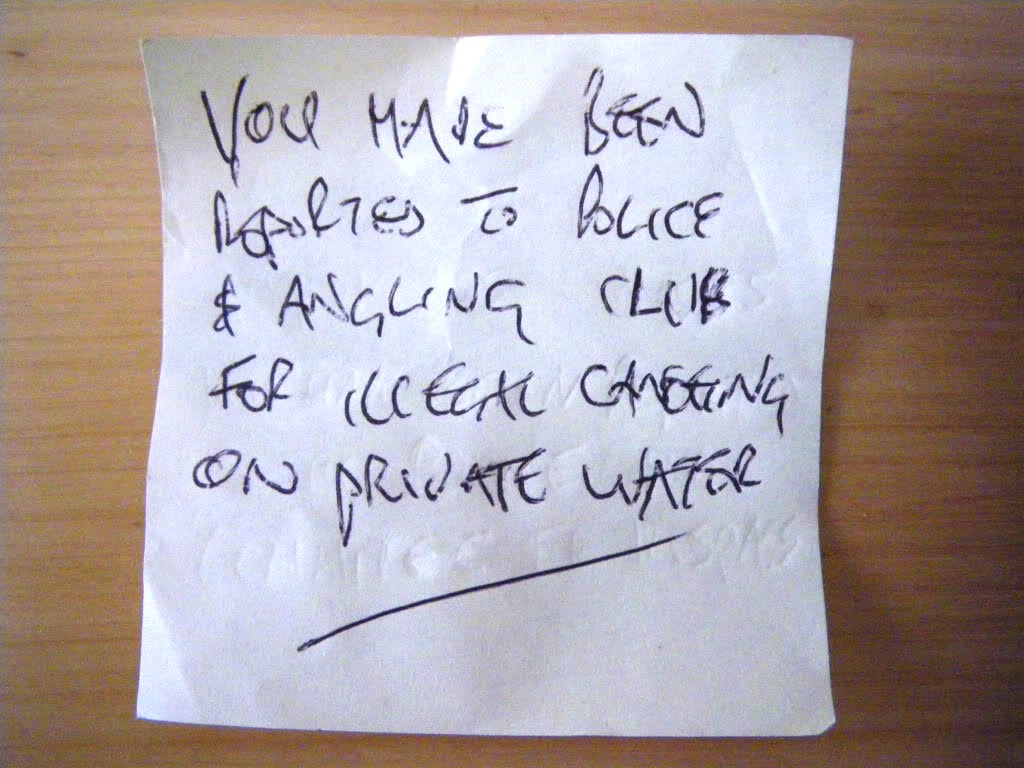 YOU HAVE BEEN
REPORTED TO POLICE
& ANGLING CLUB
FOR ILLEGAL CANOEING
ON PRIVATE WATER